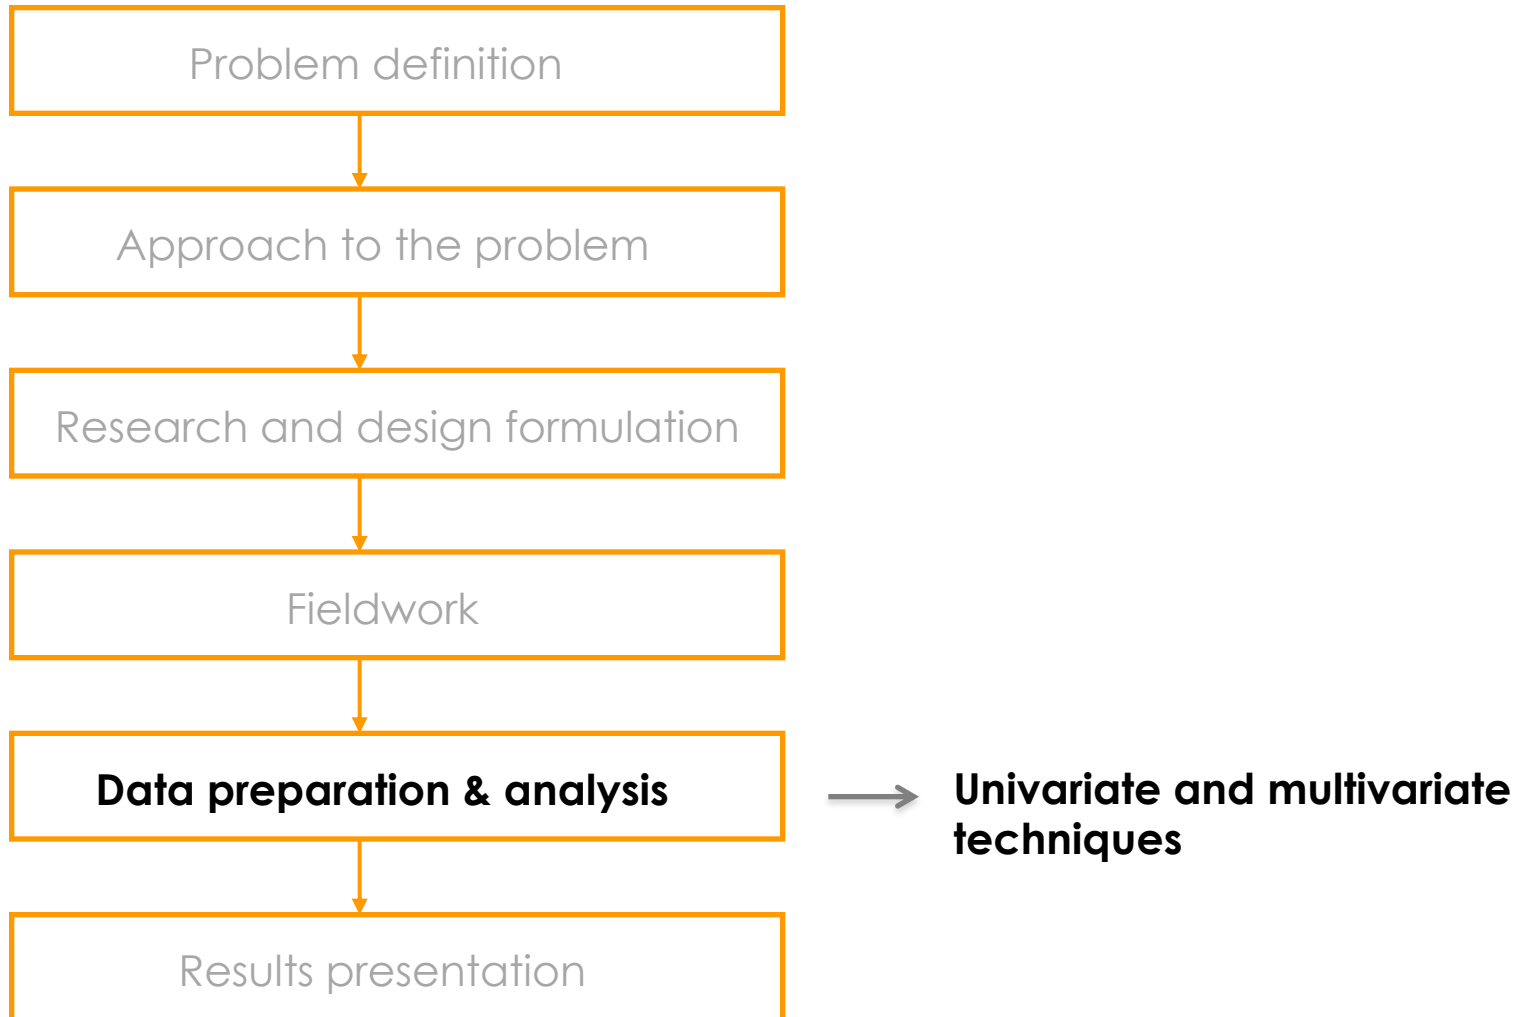 Problem definition
Approach to the problem
Research and design formulation
Fieldwork
Data preparation & analysis
Univariate and multivariate
techniques
Results presentation